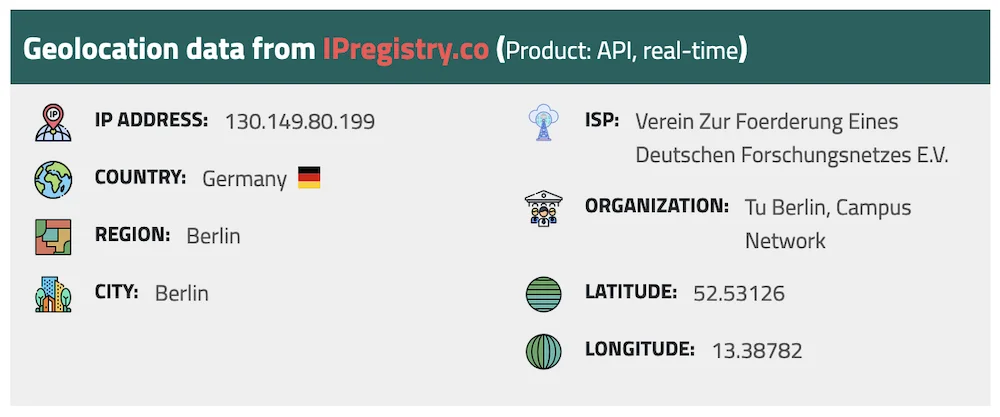 Geolocation data from IPregistry.co (Product: API, real-time)
IP
IP ADDRESS: 130.149.80.199
COUNTRY: Germany
REGION: Berlin
CITY: Berlin
ISP: Verein Zur Foerderung Eines
Deutschen Forschungsnetzes E.V.
ORGANIZATION: Tu Berlin, Campus
Network
LATITUDE: 52.53126
LONGITUDE: 13.38782